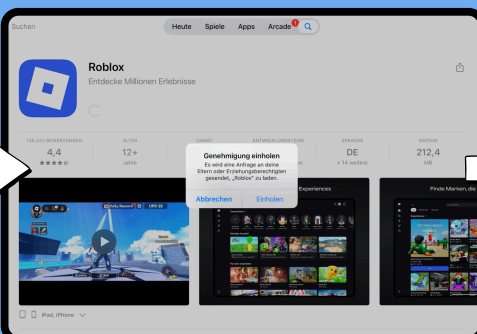 Suchen
Heute Spiele Apps Arcade
Roblox
Entdecke Millionen Erlebnisse
BEWERTUNGEN
ALTER
ENTWICKLUNGSTEAM
SPRACHE
GRÖSSE
4,4
12+
DE
212,4
Jahre
+ 14 weitere
MB
Genehmigung einholen
Es wird eine Anfrage an deine
Eltern oder Erziehungsberechtigten
gesendet, „Roblox“ zu laden.
Abbrechen Einholen
Experiences
Finde Marken, die
iPad, iPhone